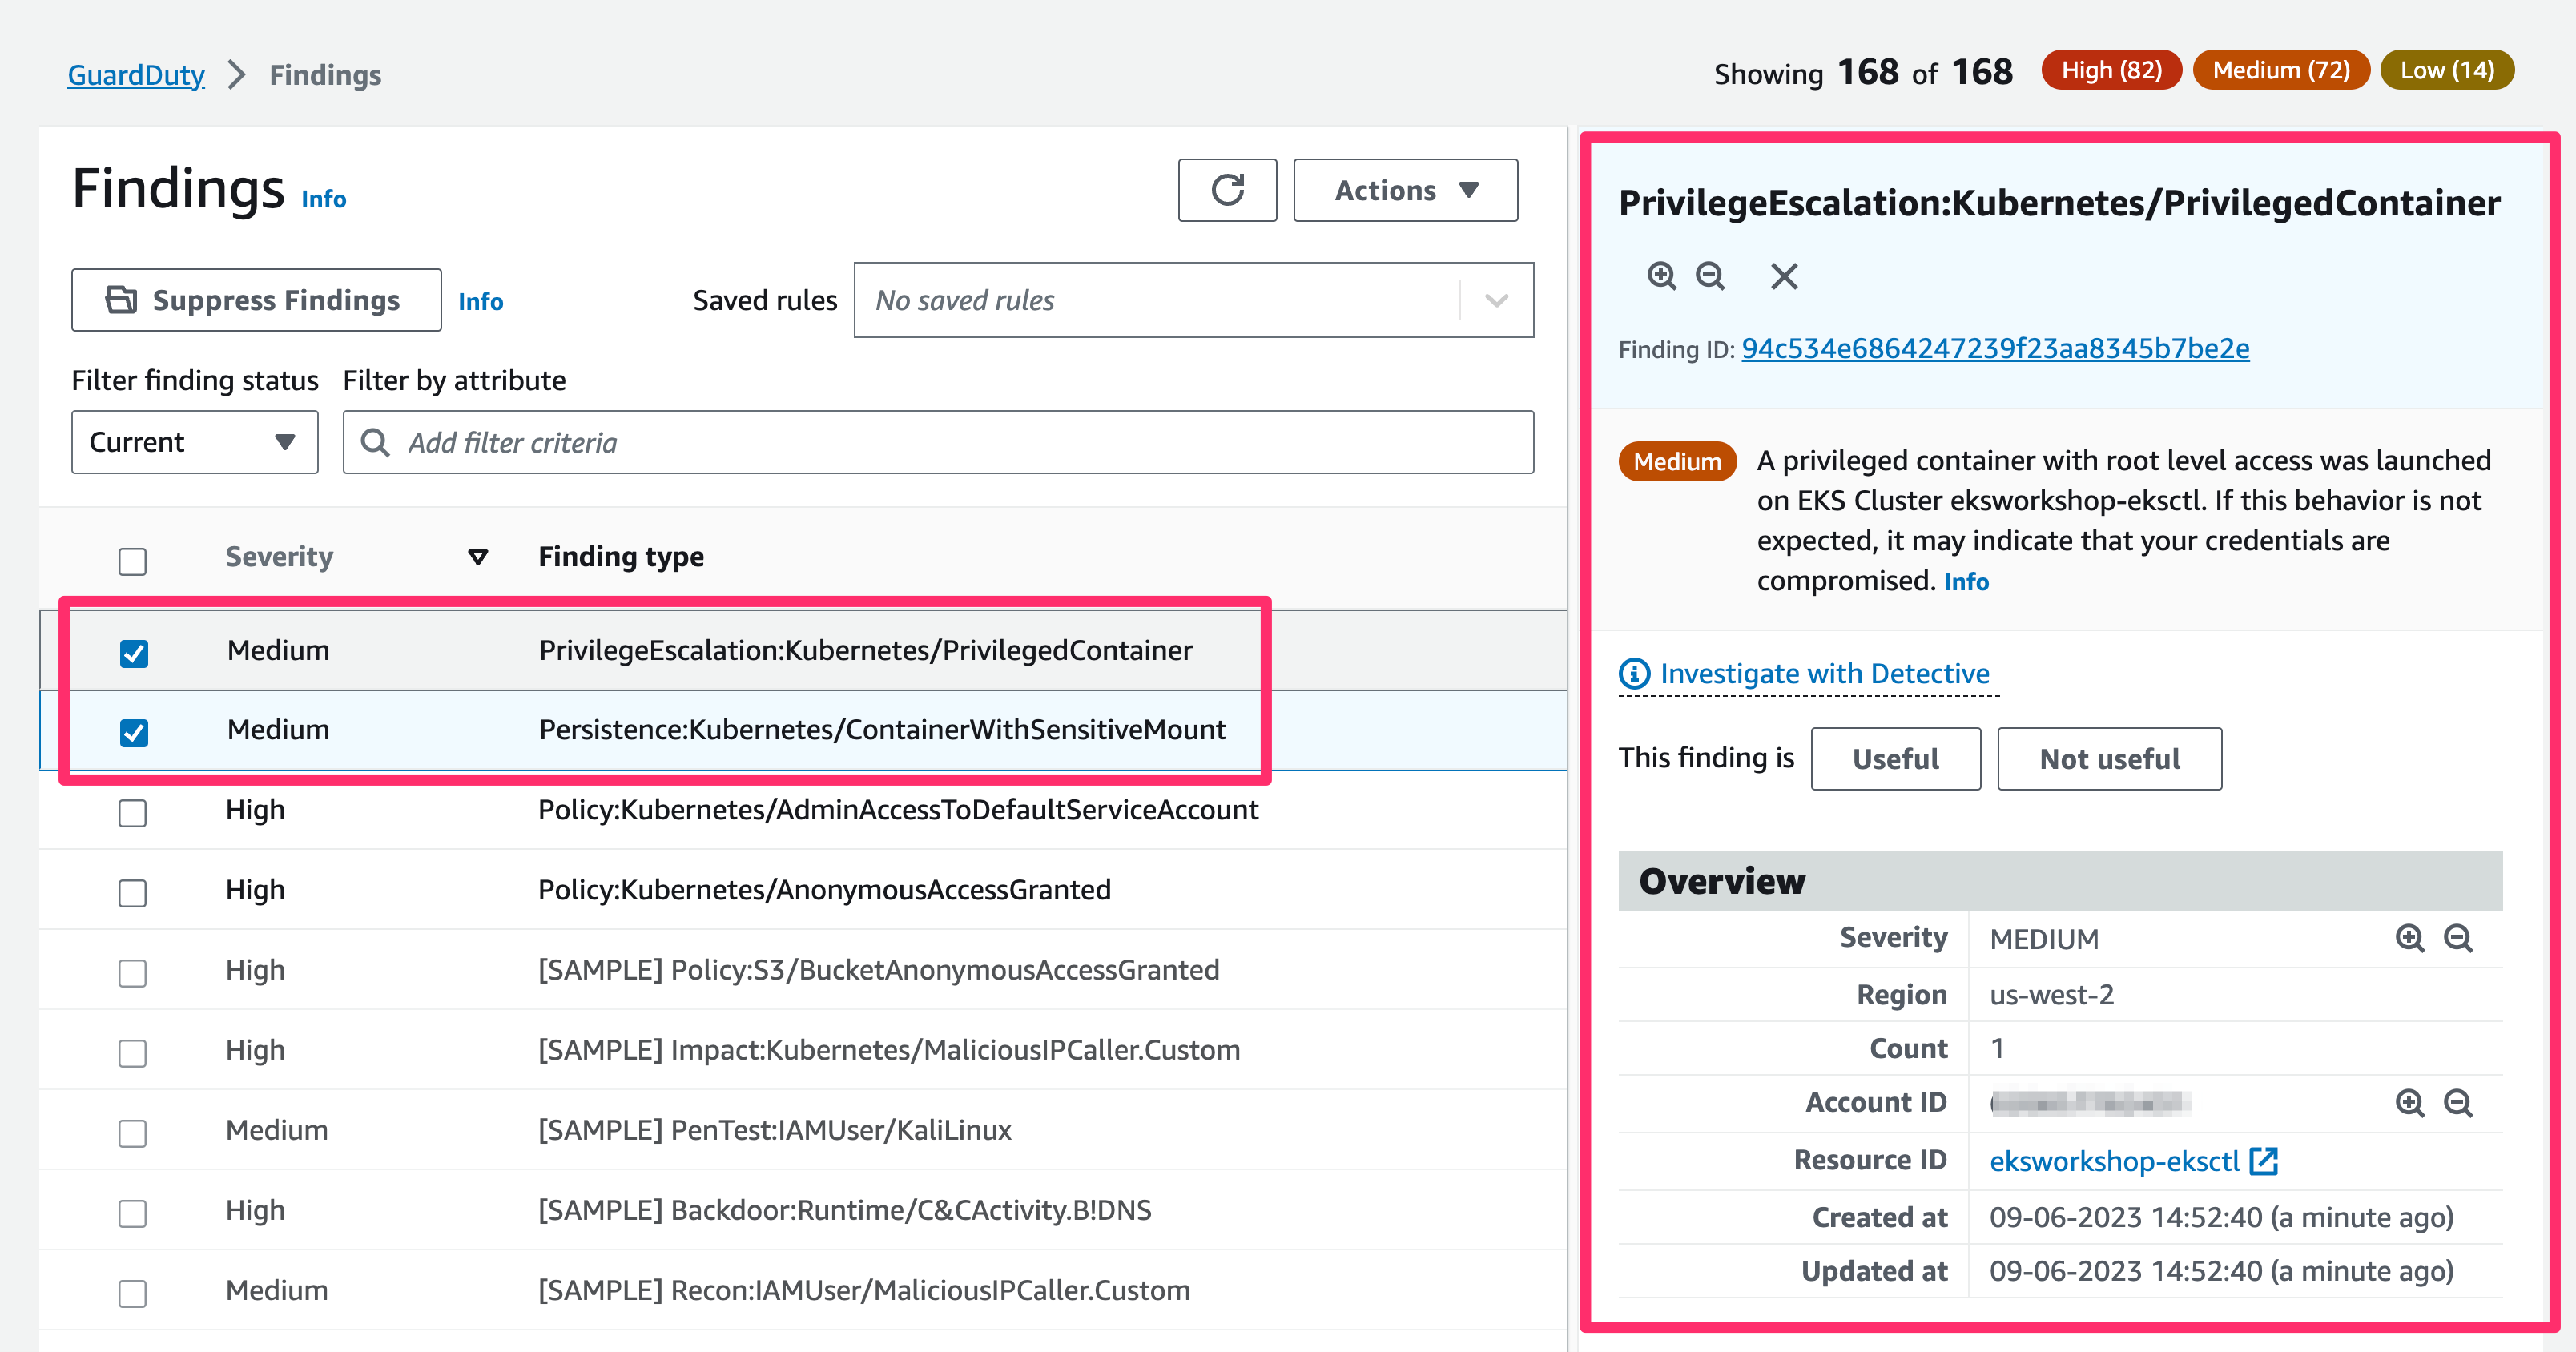 GuardDuty > Findings
Showing 168 of 168 High (82) Medium (72) Low (14)
Findings Info
Actions
Suppress Findings Info Saved rules No saved rules
Filter finding status Filter by attribute
Current Add filter criteria
Severity Finding type
Medium PrivilegeEscalation:Kubernetes/PrivilegedContainer
Medium Persistence:Kubernetes/ContainerWithSensitiveMount
High Policy:Kubernetes/AdminAccessToDefaultServiceAccount
High Policy:Kubernetes/AnonymousAccessGranted
High [SAMPLE] Policy:S3/BucketAnonymousAccessGranted
High [SAMPLE] Impact:Kubernetes/MaliciousIPCaller.Custom
Medium [SAMPLE] PenTest:IAMUser/KaliLinux
High [SAMPLE] Backdoor:Runtime/C&CActivity.B!DNS
Medium [SAMPLE] Recon:IAMUser/MaliciousIPCaller.Custom
PrivilegeEscalation:Kubernetes/PrivilegedContainer
Finding ID: 94c534e6864247239f23aa8345b7be2e
Medium A privileged container with root level access was launched
on EKS Cluster eksworkshop-eksctl. If this behavior is not
expected, it may indicate that your credentials are
compromised. Info
Investigate with Detective
This finding is Useful Not useful
Overview
Severity MEDIUM
Region us-west-2
Count 1
Account ID
Resource ID eksworkshop-eksctl
Created at 09-06-2023 14:52:40 (a minute ago)
Updated at 09-06-2023 14:52:40 (a minute ago)